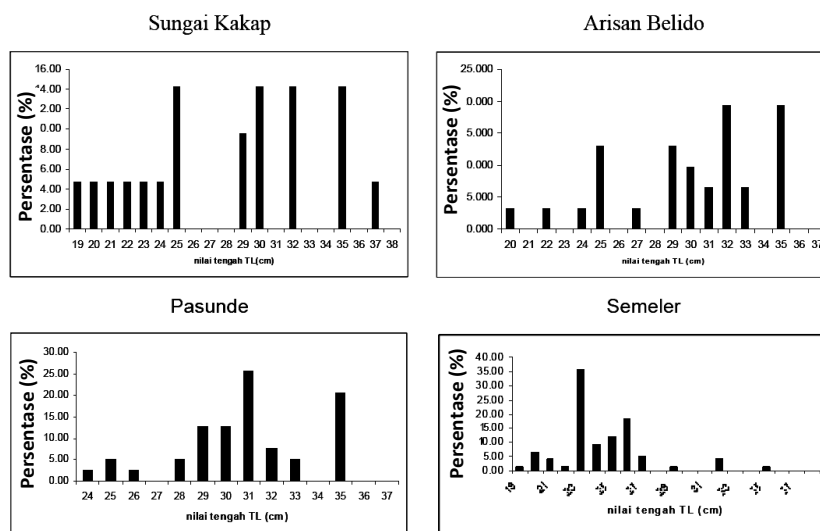 Sungai Kakap
Persentase (%)
16.00
4.00
2.00
0.00
8.00
6.00
4.00
2.00
0.00
19 20 21 22 23 24 25 26 27 28 29 30 32 33 34 35 37 38
nilai tengah TL(cm)
Arisan Belido
Persentase (%)
25.000
0.000
5.000
0.000
5.000
0.000
20 22 23 24 25 26 27 28 29 30 31 32 33 34 35 36 37
nilai tengah TL (cm)
Pasunde
Persentase (%)
30.00
25.00
20.00
15.00
10.00
5.00
0.00
24 25 26 27 28 29 30 31 32 33 34 35 36 37
nilai tengah TL (cm)
Semeler
Persentase (%)
40.00
35.00
30.00
25.00
20.00
15.00
10.00
5.00
0.00
19 21
nilai tengah TL (cm)